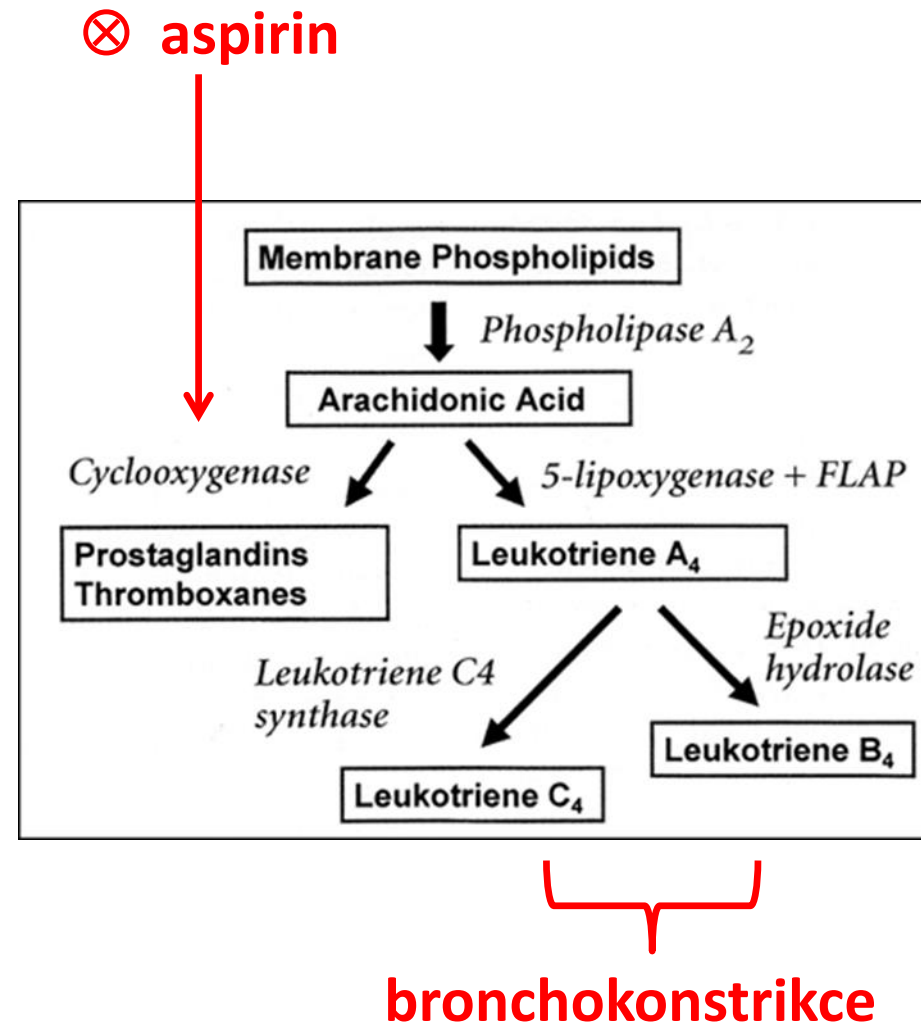 ⊗ aspirin
Membrane Phospholipids
Phospholipase A₂
Arachidonic Acid
Cyclooxygenase
5-lipoxygenase + FLAP
Prostaglandins
Thromboxanes
Leukotriene A₄
Leukotriene C4
synthase
Epoxide
hydrolase
Leukotriene B₄
Leukotriene C₄
bronchokonstrikce